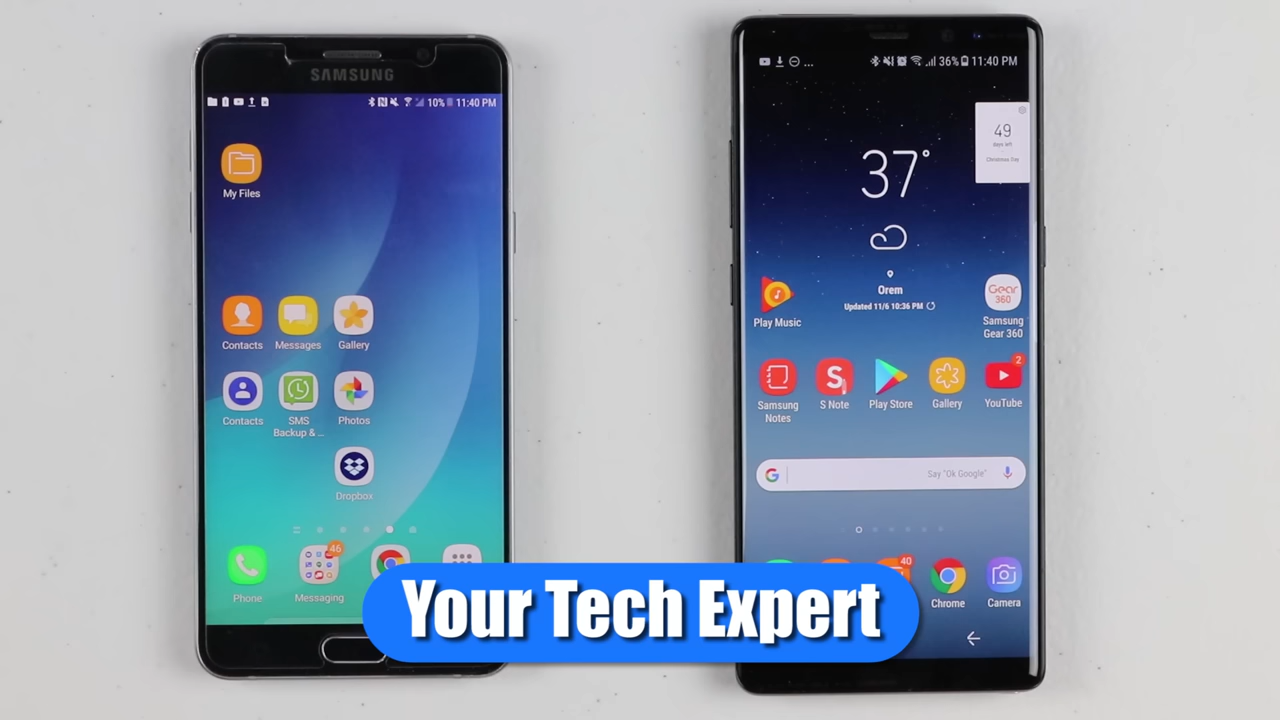 SAMSUNG
10% 11:40 PM
My Files
Contacts
Messages
Gallery
Contacts
SMS
Backup & ...
Photos
Dropbox
46
Phone
Messaging
... 36% 11:40 PM
49
days left
Christmas Day
37°
Orem
Updated 11/6 10:36 PM
Play Music
Gear
360
Samsung
Gear 360
2
Samsung
Notes
S Note
Play Store
Gallery
YouTube
G
Say "Ok Google"
40
Chrome
Camera
Your Tech Expert